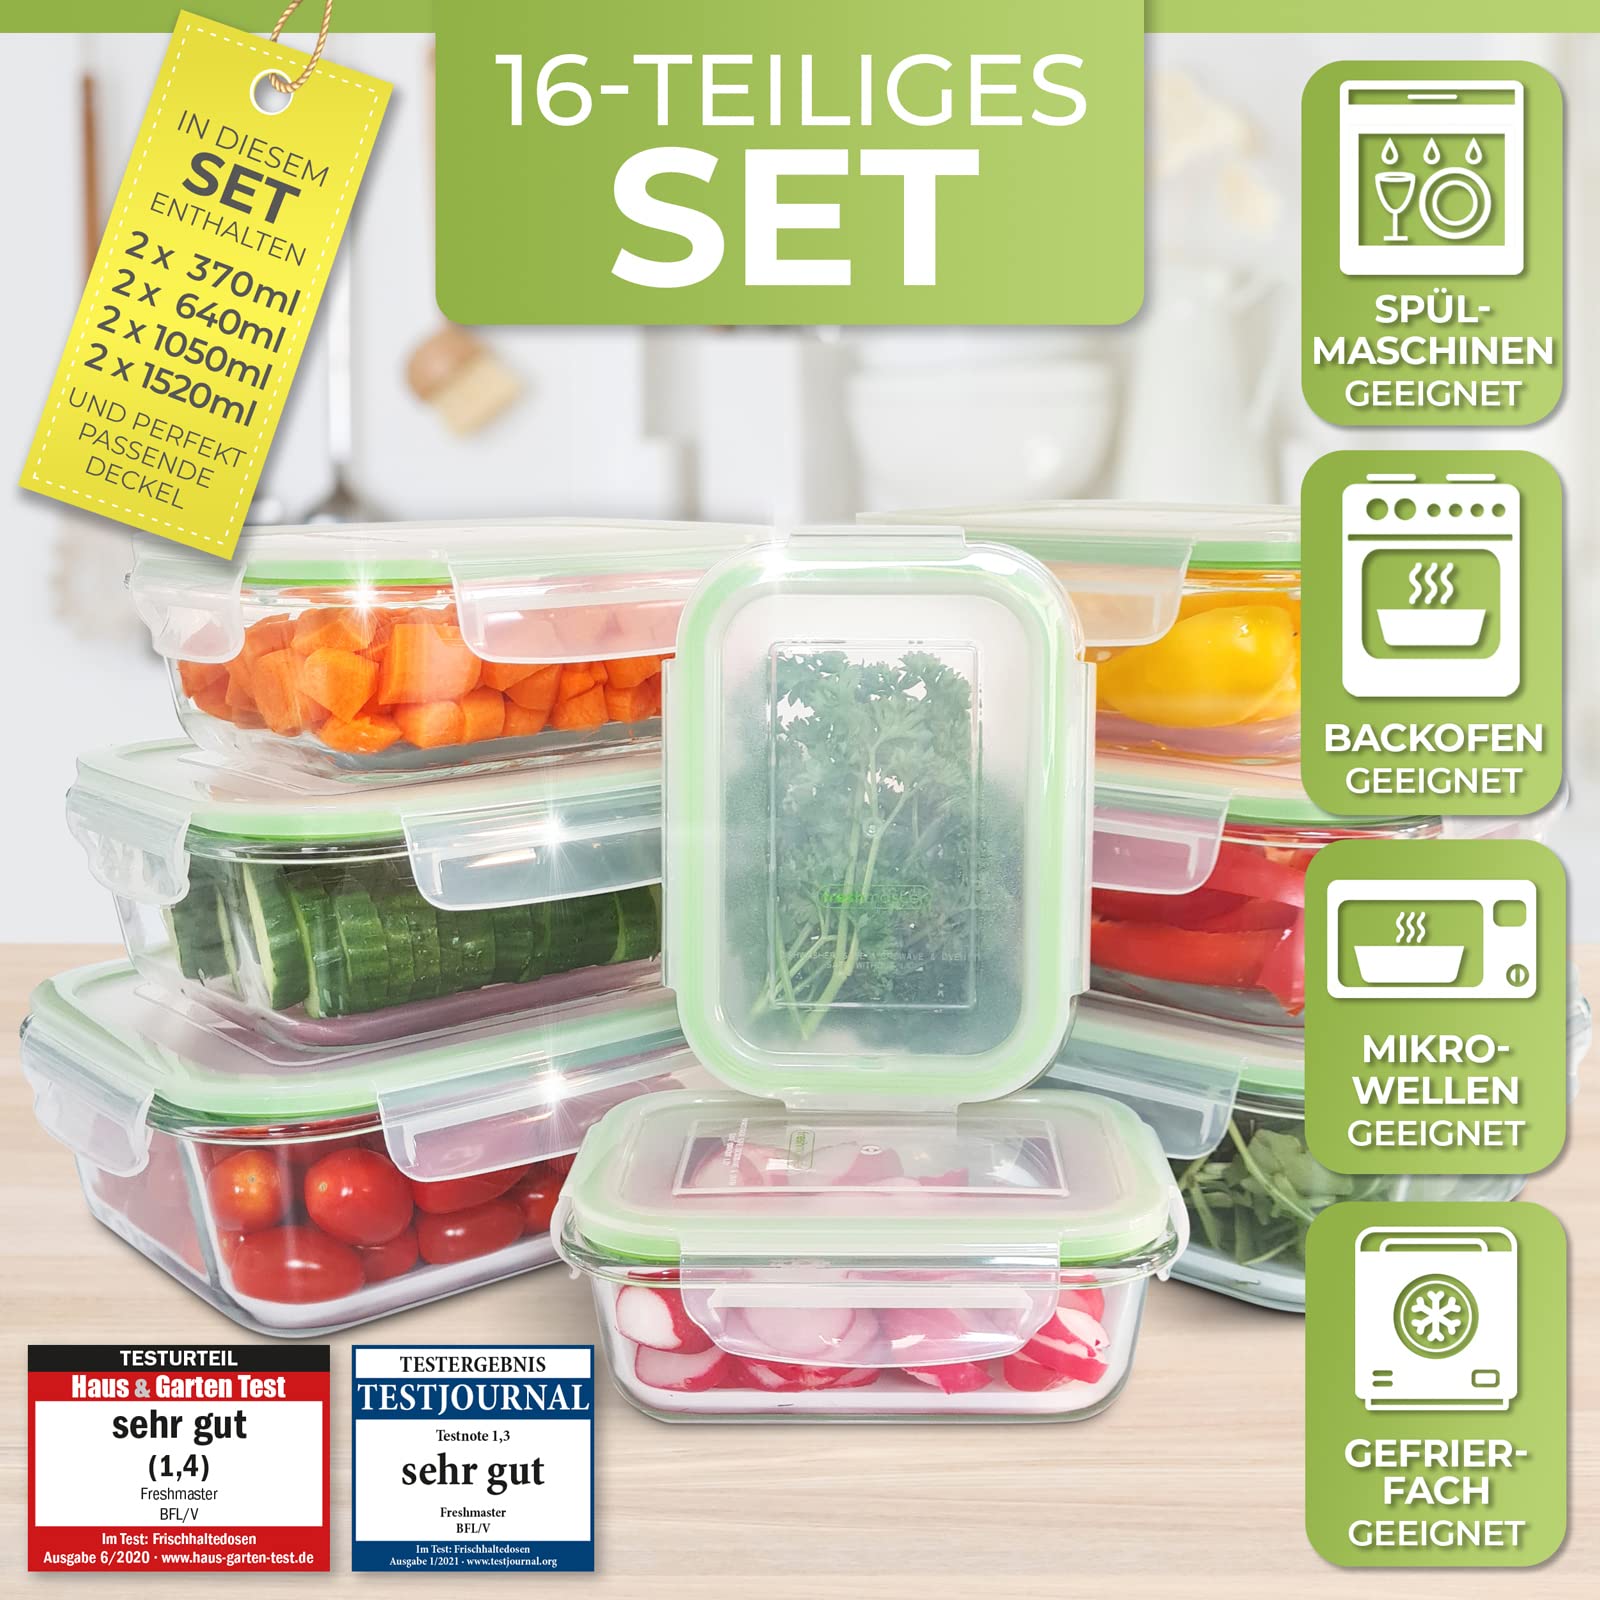 16-TEILIGES
SET
IN DIESEM
SET
ENTHALTEN
2 x 370ml
2 x 640ml
2 x 1050ml
2 x 1520ml
UND PERFEKT
PASSENDE
DECKEL
SPÜL-
MASCHINEN
GEEIGNET
BACKOFEN
GEEIGNET
MIKRO-
WELLEN
GEEIGNET
GEFRIER-
FACH
GEEIGNET
freshmaster
TESTURTEIL
Haus & Garten Test
sehr gut
(1,4)
Freshmaster
BFL/V
Im Test: Frischhaltedosen
Ausgabe 6/2020 · www.haus-garten-test.de
TESTERGEBNIS
TESTJOURNAL
Testnote 1,3
sehr gut
Freshmaster
BFL/V
Im Test: Frischhaltedosen
Ausgabe 1/2021 · www.testjournal.org